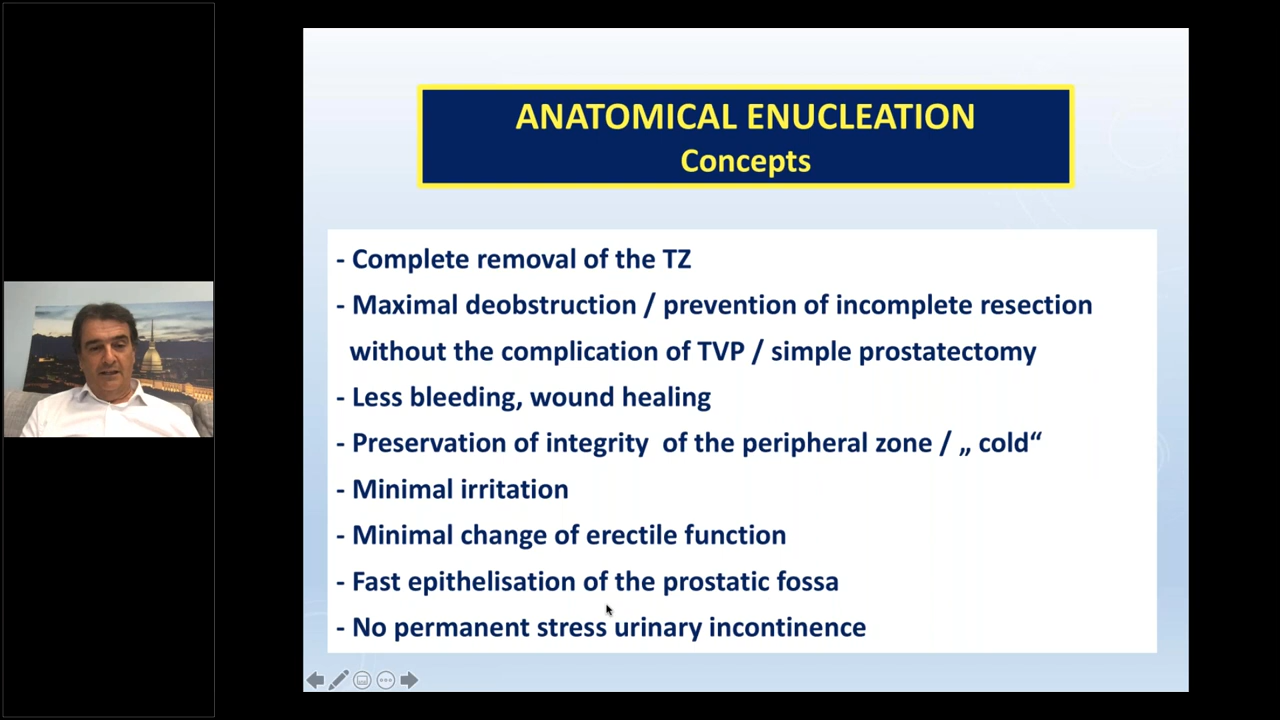 ANATOMICAL ENUCLEATION
Concepts
- Complete removal of the TZ
- Maximal deobstruction / prevention of incomplete resection
without the complication of TVP / simple prostatectomy
- Less bleeding, wound healing
- Preservation of integrity  of the peripheral zone / „ cold“
- Minimal irritation
- Minimal change of erectile function
- Fast epithelisation of the prostatic fossa
- No permanent stress urinary incontinence